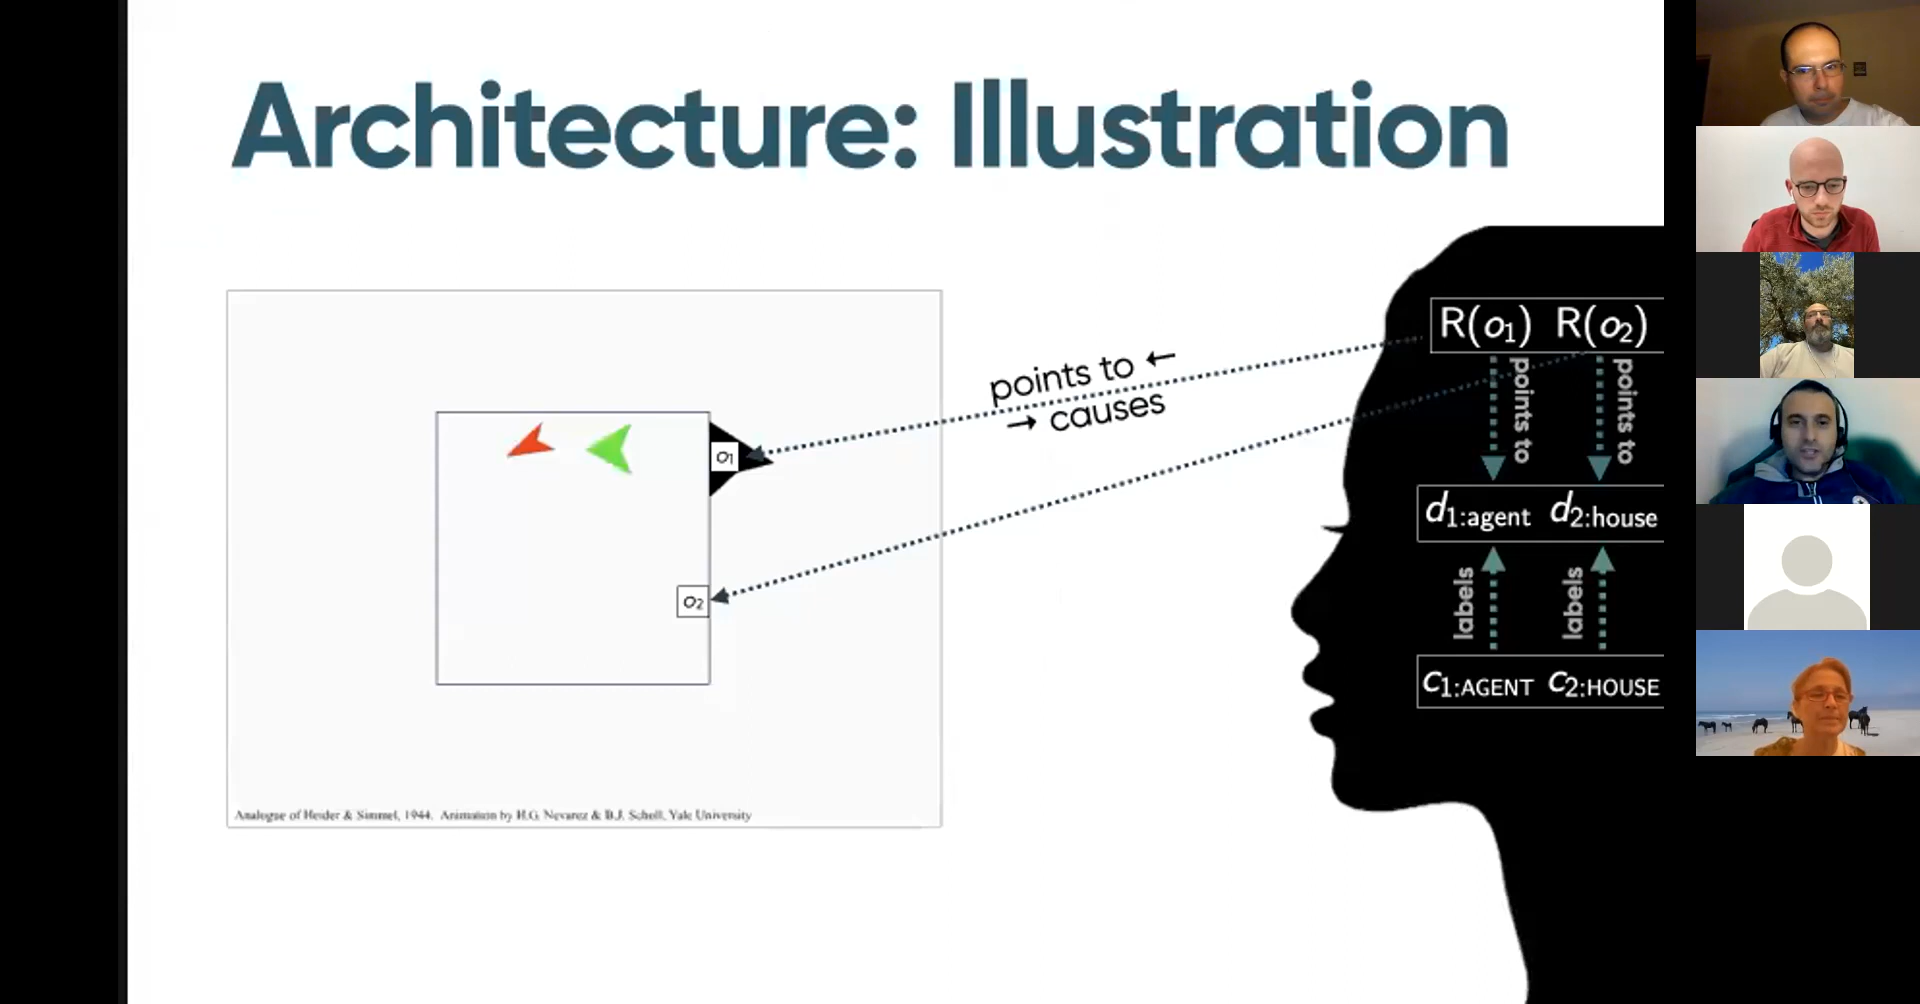 Architecture: Illustration
R(o1) R(o2)
points to ←
→ causes
points to
points to
o1
d1:agent d2:house
o2
labels
labels
c1:AGENT c2:HOUSE
Analogue of Heider & Simmel, 1944. Animation by H.G. Nevarez & B.J. Scholl, Yale University